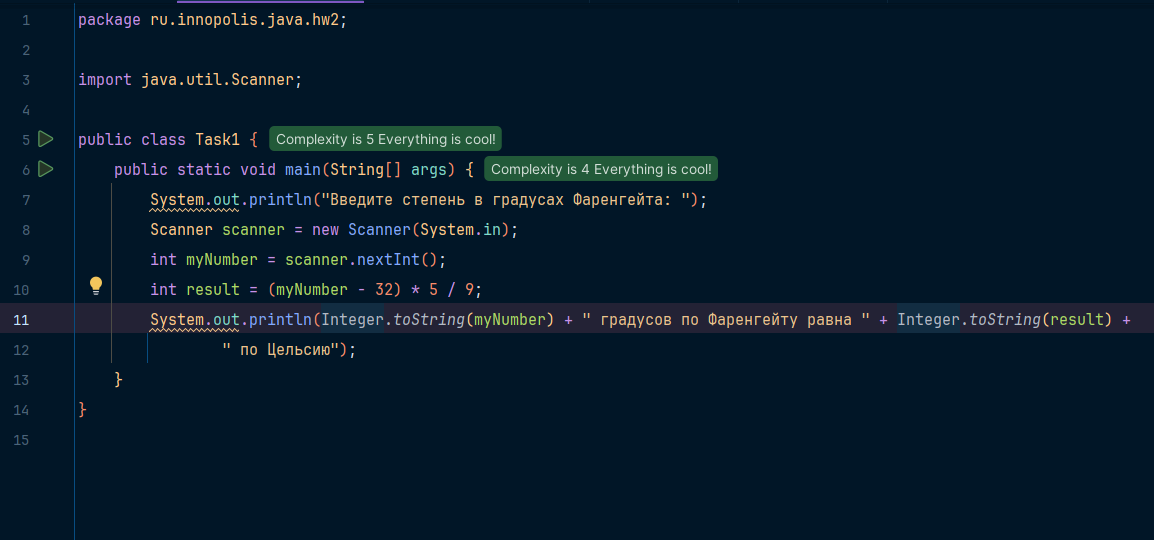 1 package ru.innopolis.java.hw2;
2
3 import java.util.Scanner;
4
5 public class Task1 { Complexity is 5 Everything is cool!
6 public static void main(String[] args) { Complexity is 4 Everything is cool!
7 System.out.println("Введите степень в градусах Фаренгейта: ");
8 Scanner scanner = new Scanner(System.in);
9 int myNumber = scanner.nextInt();
10 int result = (myNumber - 32) * 5 / 9;
11 System.out.println(Integer.toString(myNumber) + " градусов по Фаренгейту равна " + Integer.toString(result) +
12 " по Цельсию");
13 }
14 }
15